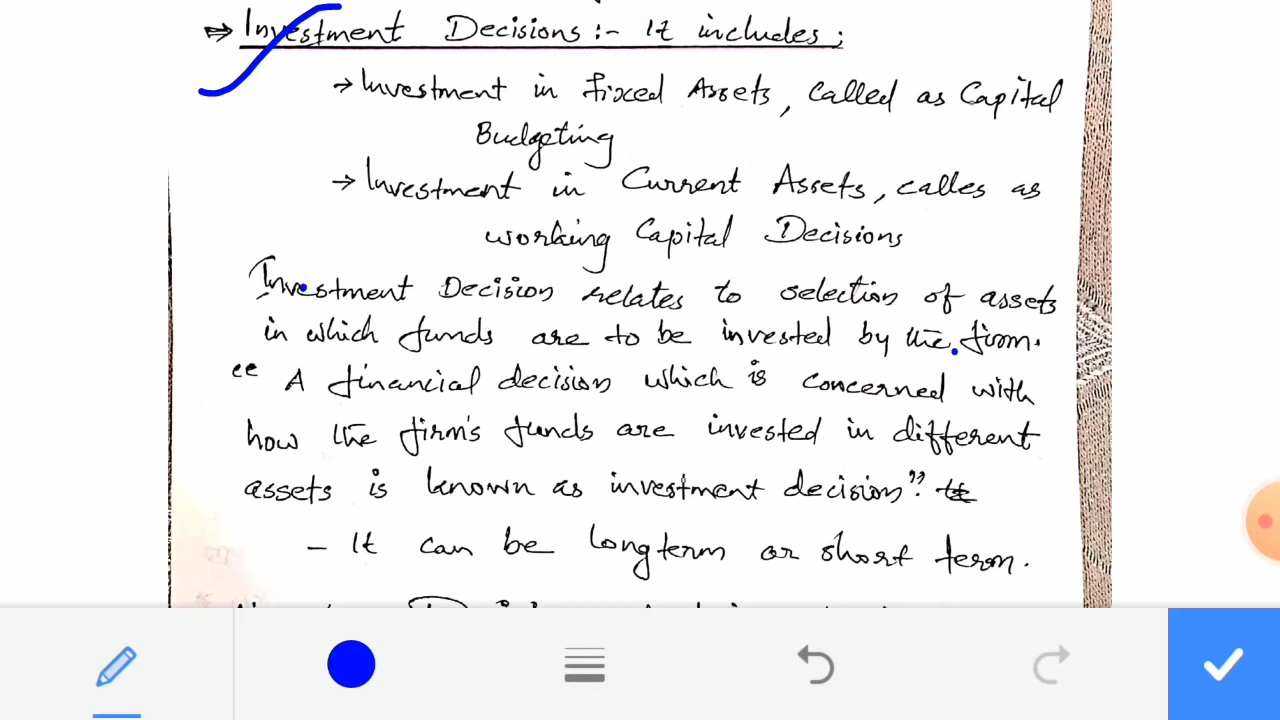 ⇒ Investment Decisions :- It includes;
→ Investment in fixed Assets, called as Capital
Budgeting
→ Investment in Current Assets, calles as
working Capital Decisions
Investment Decision relates to selection of assets
in which funds are to be invested by the firm.
“ A financial decision which is concerned with
how the firm's funds are invested in different
assets is known as investment decision”.
- It can be longterm or short term.